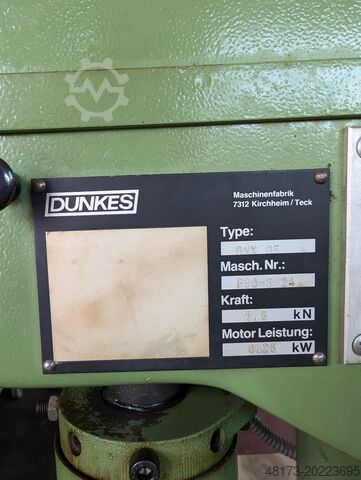 DUNKES
Maschinenfabrik
7312 Kirchheim/Teck
Type:
Masch. Nr.:
Kraft:
kN
Motor Leistung:
kW
48173-20223695